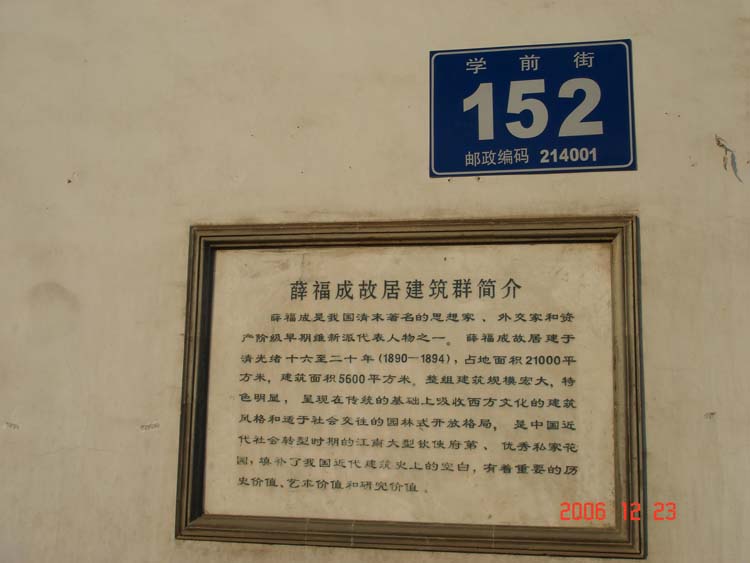 学前街
152
邮政编码 214001
薛福成故居建筑群简介
薛福成是我国清末著名的思想家、外交家和资
产阶级早期维新派代表人物之一。薛福成故居建于
清光绪十六至二十年(1890—1894),占地面积21000平
方米,建筑面积5600平方米。整组建筑规模宏大,特
色明显,呈现在传统的基础上吸收西方文化的建筑
风格和适于社会交往的园林式开放格局,是中国近
代社会转型时期的江南大型钦使府第、优秀私家花
园,填补了我国近代建筑史上的空白,有着重要的历
史价值、艺术价值和研究价值。
2006 12 23